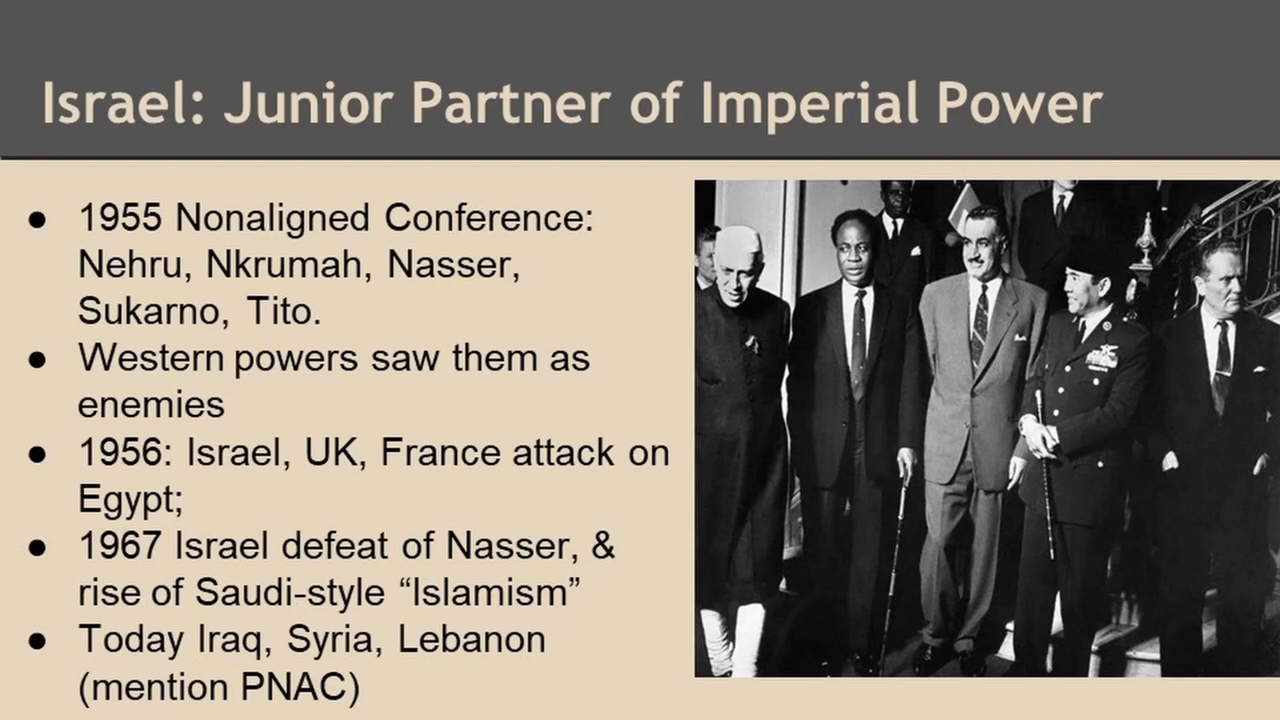 Israel: Junior Partner of Imperial Power
● 1955 Nonaligned Conference:
Nehru, Nkrumah, Nasser,
Sukarno, Tito.
● Western powers saw them as
enemies
● 1956: Israel, UK, France attack on
Egypt;
● 1967 Israel defeat of Nasser, &
rise of Saudi-style “Islamism”
● Today Iraq, Syria, Lebanon
(mention PNAC)